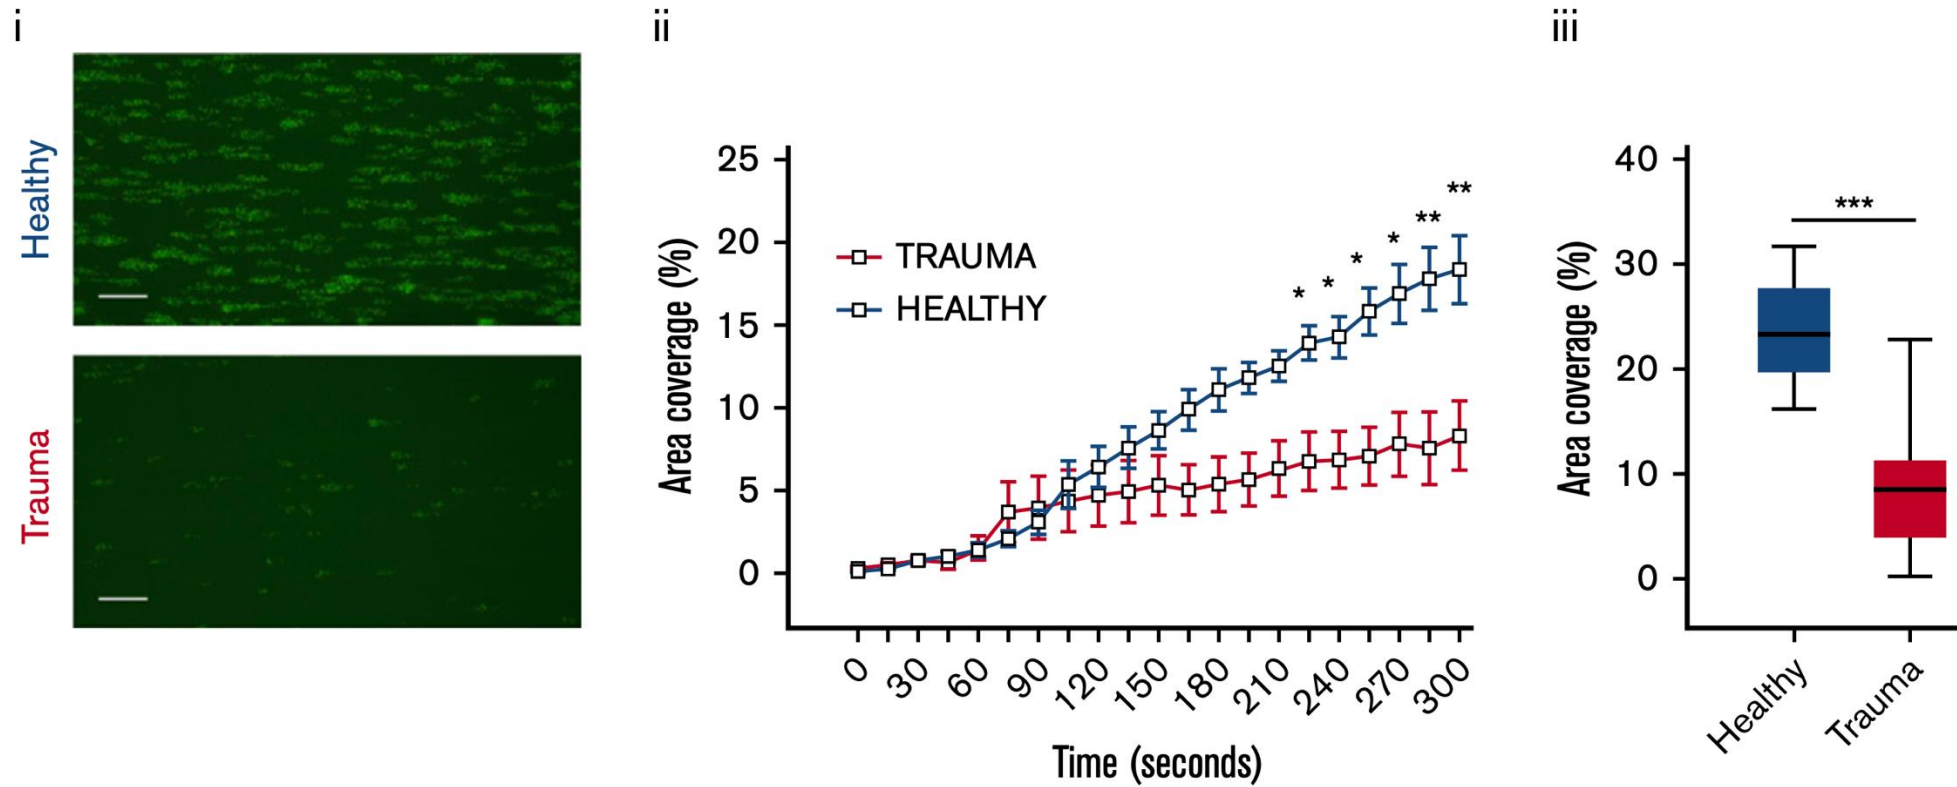 i
Healthy
Trauma
ii
Area coverage (%)
25
20
15
10
5
0
TRAUMA
HEALTHY
*
*
*
*
**
**
0
30
60
90
120
150
180
210
240
270
300
Time (seconds)
iii
Area coverage (%)
40
30
20
10
0
***
Healthy
Trauma